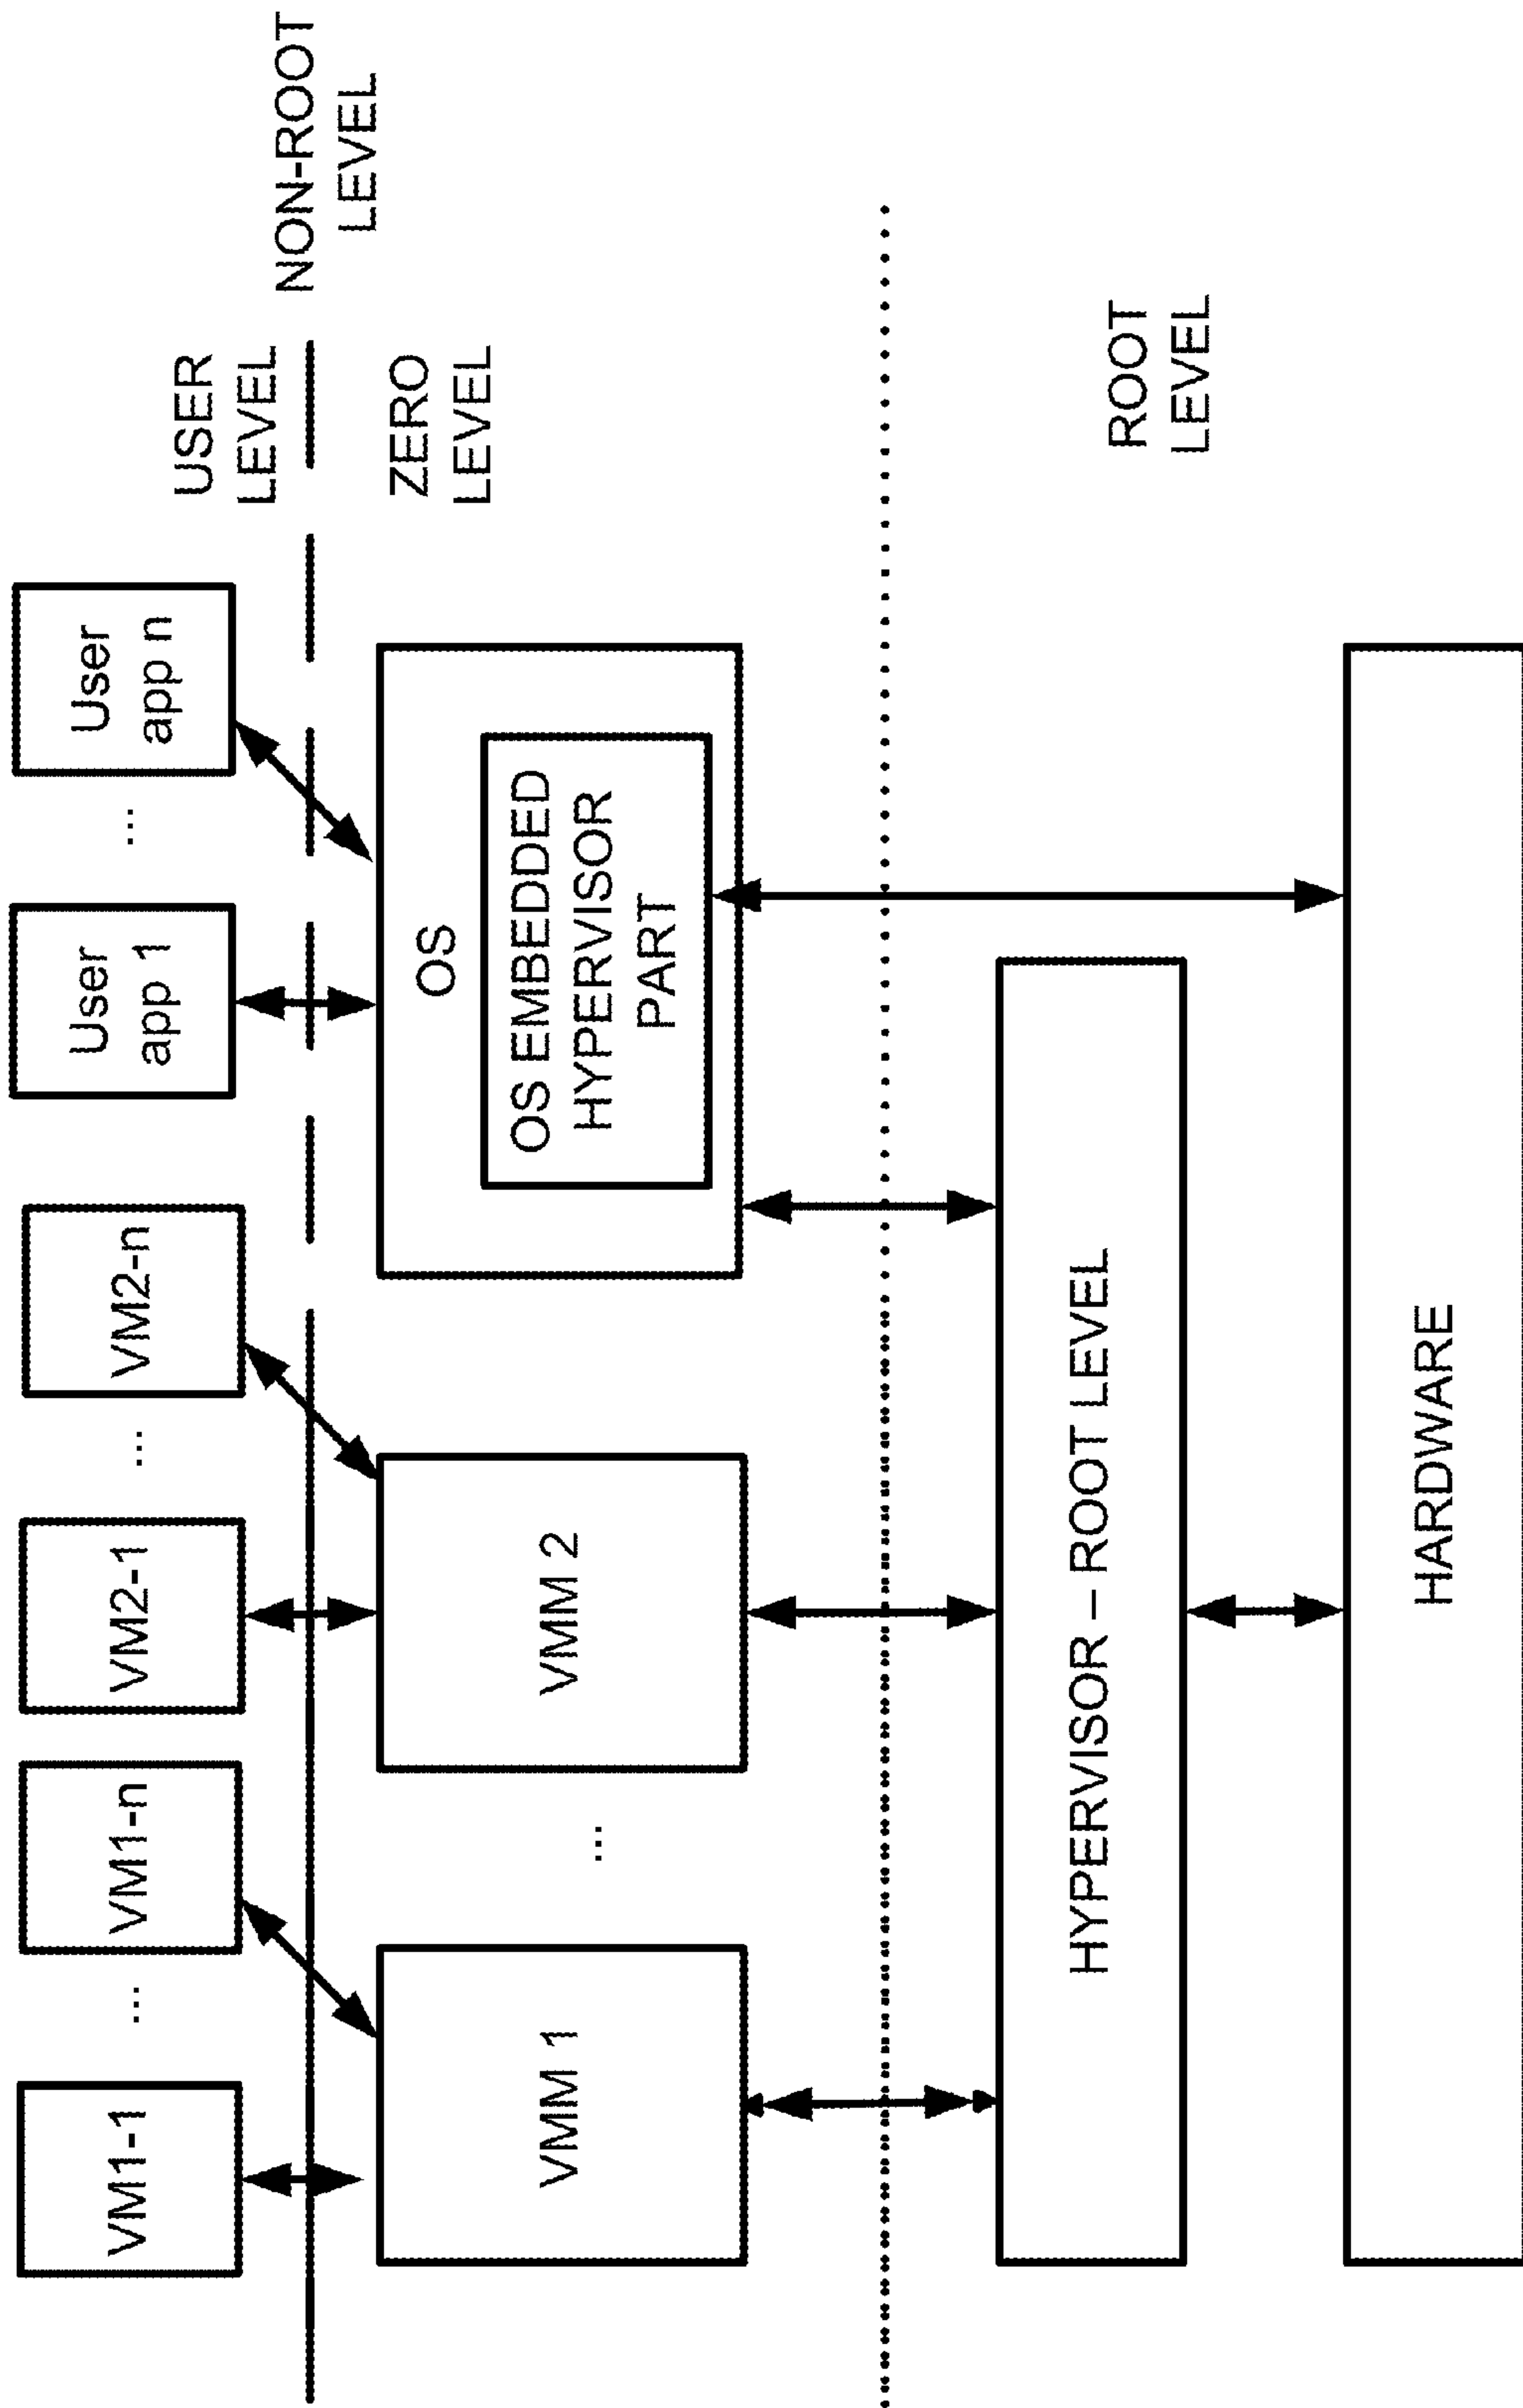 VM1-1
...
VM1-n
VM2-1
...
VM2-n
User
app 1
...
User
app n
USER
LEVEL
NON-ROOT
LEVEL
ZERO
LEVEL
VMM 1
...
VMM 2
OS
OS EMBEDDED
HYPERVISOR
PART
HYPERVISOR – ROOT LEVEL
ROOT
LEVEL
HARDWARE